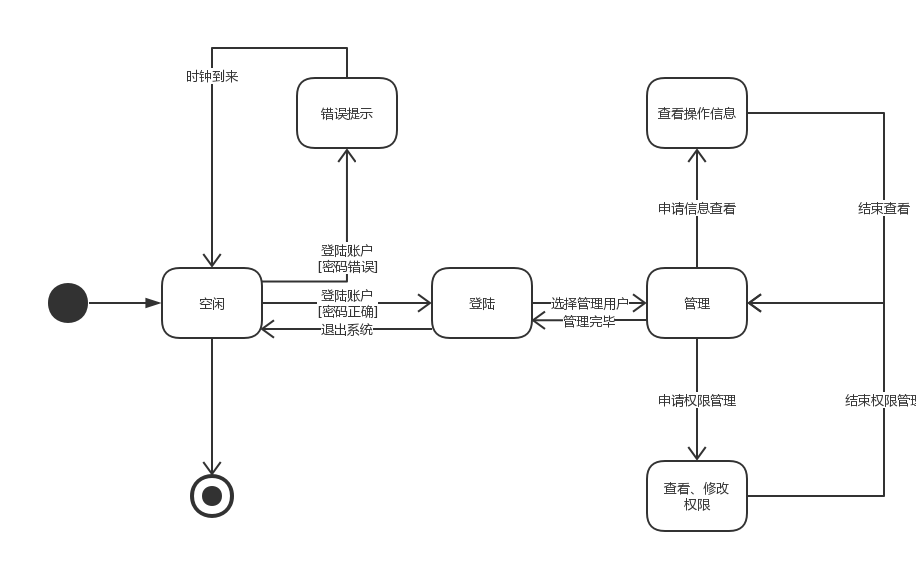 时钟到来
错误提示
查看操作信息
申请信息查看
结束查看
登陆账户
[密码错误]
空闲
登陆账户
[密码正确]
退出系统
登陆
选择管理用户
管理完毕
管理
申请权限管理
结束权限管理
查看、修改
权限